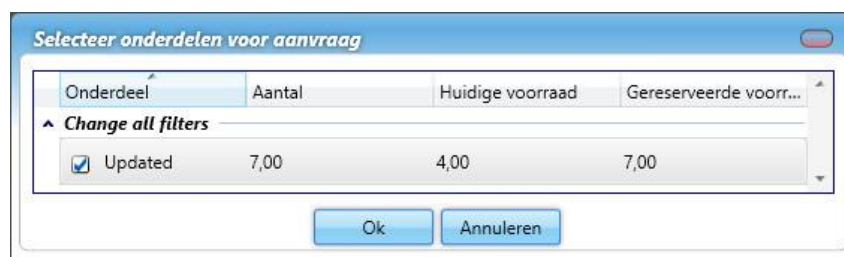 Selecteer onderdelen voor aanvraag
Onderdeel Aantal Huidige voorraad Gereserveerde voorr...
Change all filters
Updated 7,00 4,00 7,00
Ok Annuleren